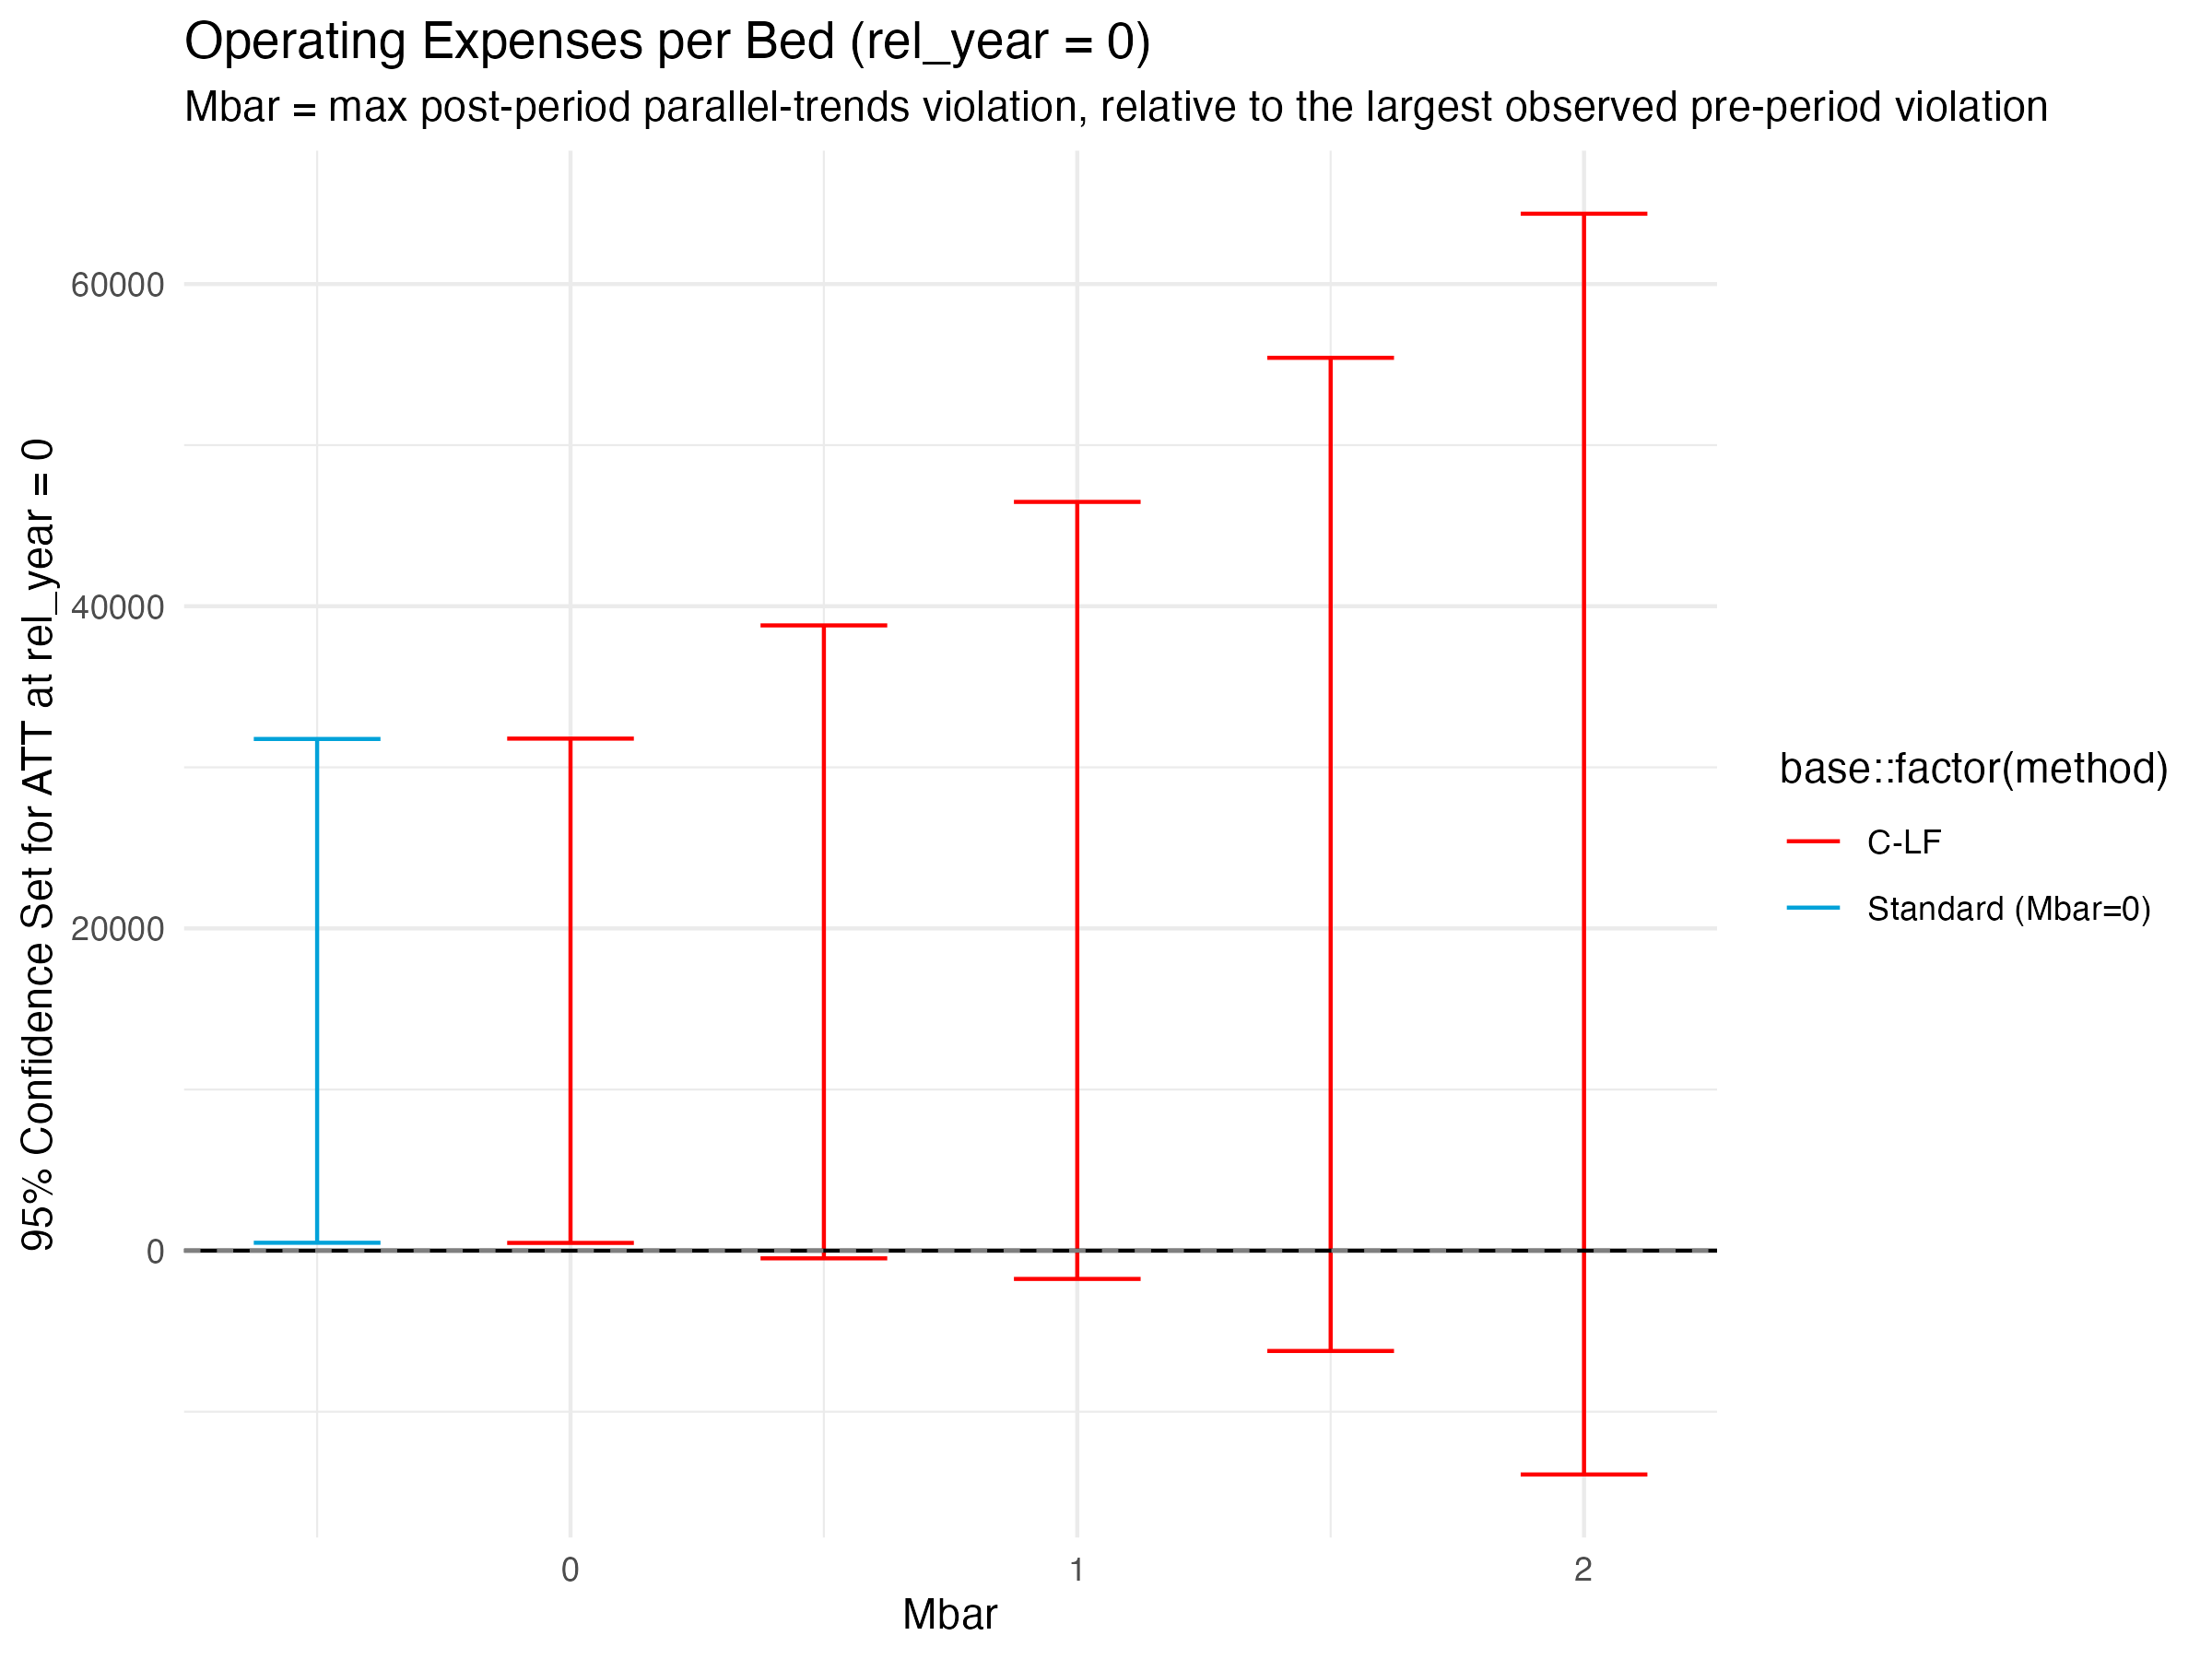 Operating Expenses per Bed (rel_year = 0)
Mbar = max post-period parallel-trends violation, relative to the largest observed pre-period violation
95% Confidence Set for ATT at rel_year = 0
60000
40000
20000
0
0
1
2
Mbar
base::factor(method)
C-LF
Standard (Mbar=0)